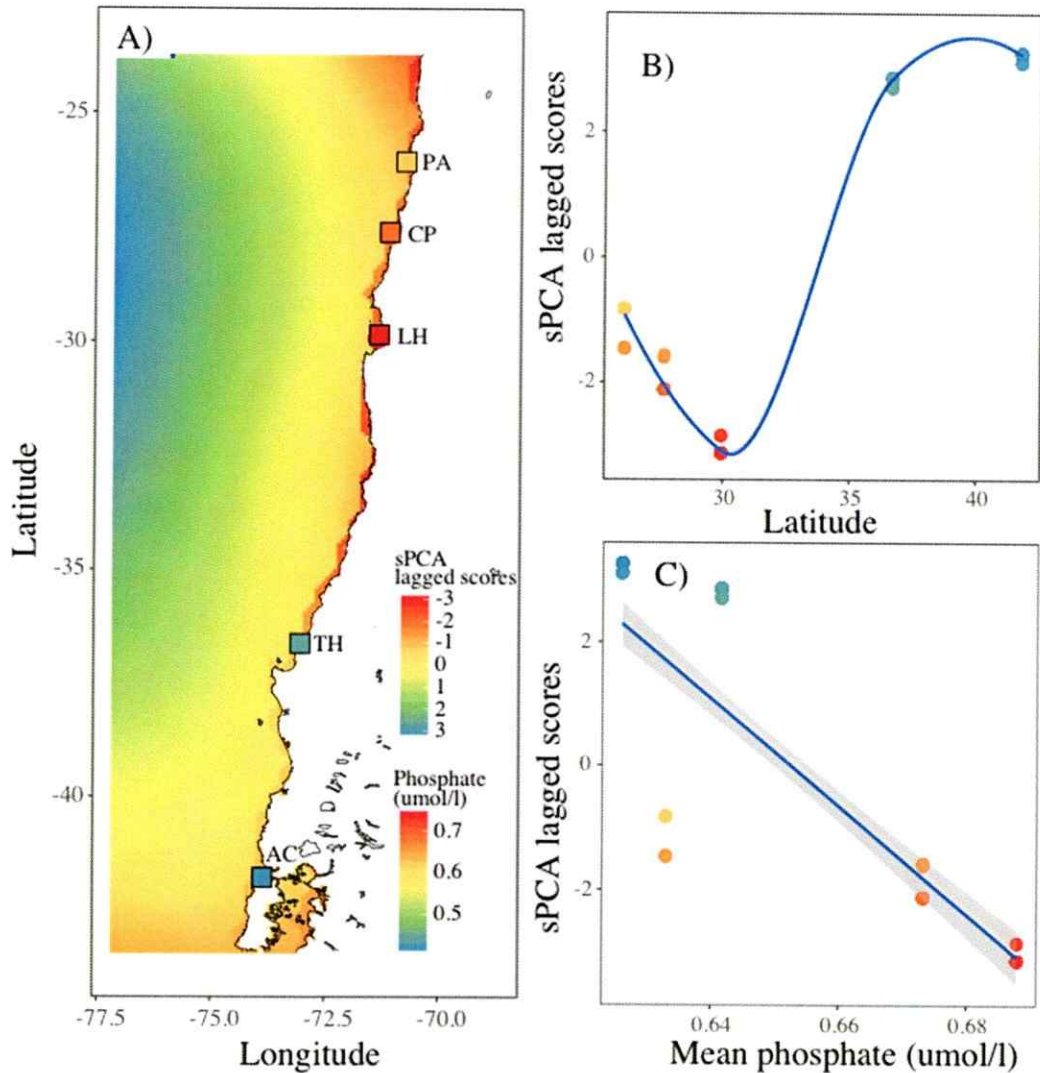 A)
-25
-30
-35
-40
Latitude
PA
CP
LH
TH
AC
sPCA
lagged scores
-3
-2
-1
0
1
2
3
Phosphate
(umol/l)
0.7
0.6
0.5
-77.5 -75.0 -72.5 -70.0
Longitude
B)
sPCA lagged scores
2
0
-2
30 35 40
Latitude
C)
sPCA lagged scores
2
0
-2
0.64 0.66 0.68
Mean phosphate (umol/l)